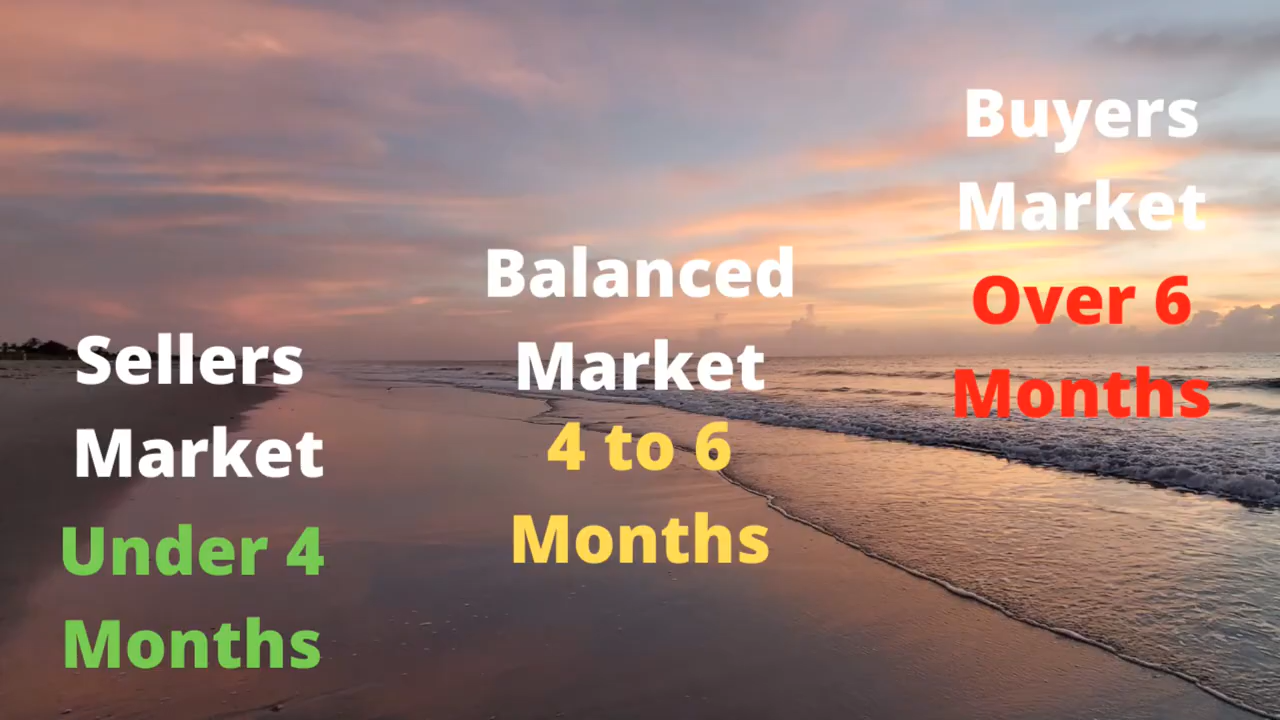 Sellers
Market
Under 4
Months
Balanced
Market
4 to 6
Months
Buyers
Market
Over 6
Months